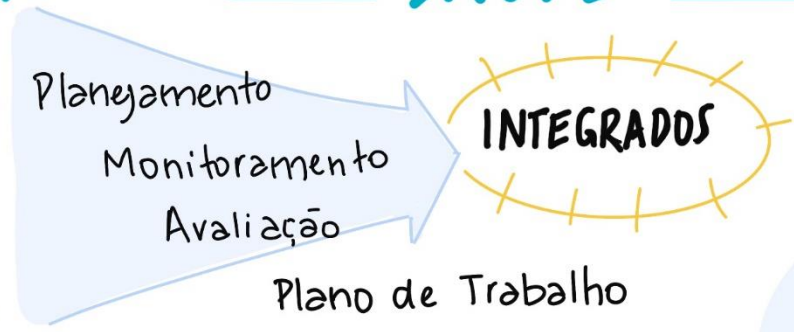 Planejamento
Monitoramento
Avaliação
INTEGRADOS
Plano de Trabalho